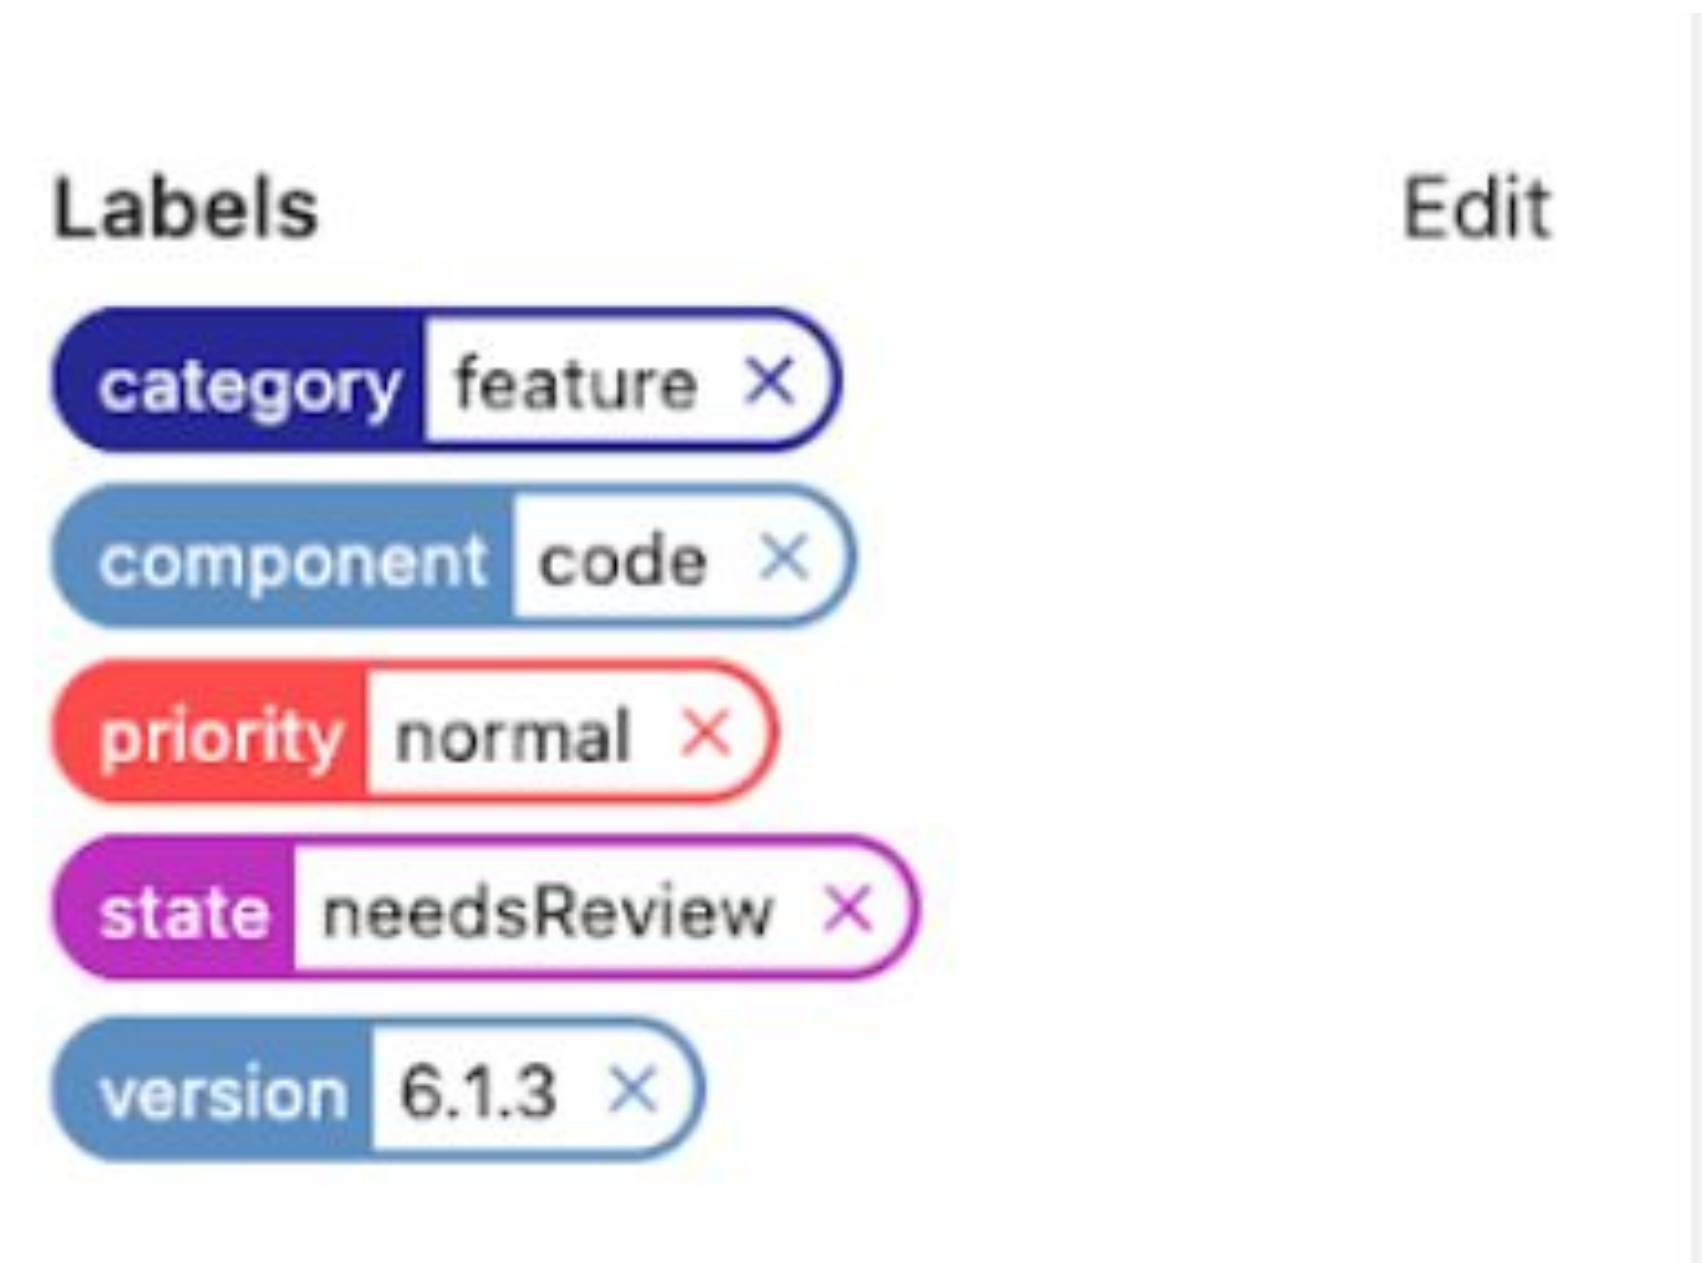 Labels Edit
category feature ×
component code ×
priority normal ×
state needsReview ×
version 6.1.3 ×